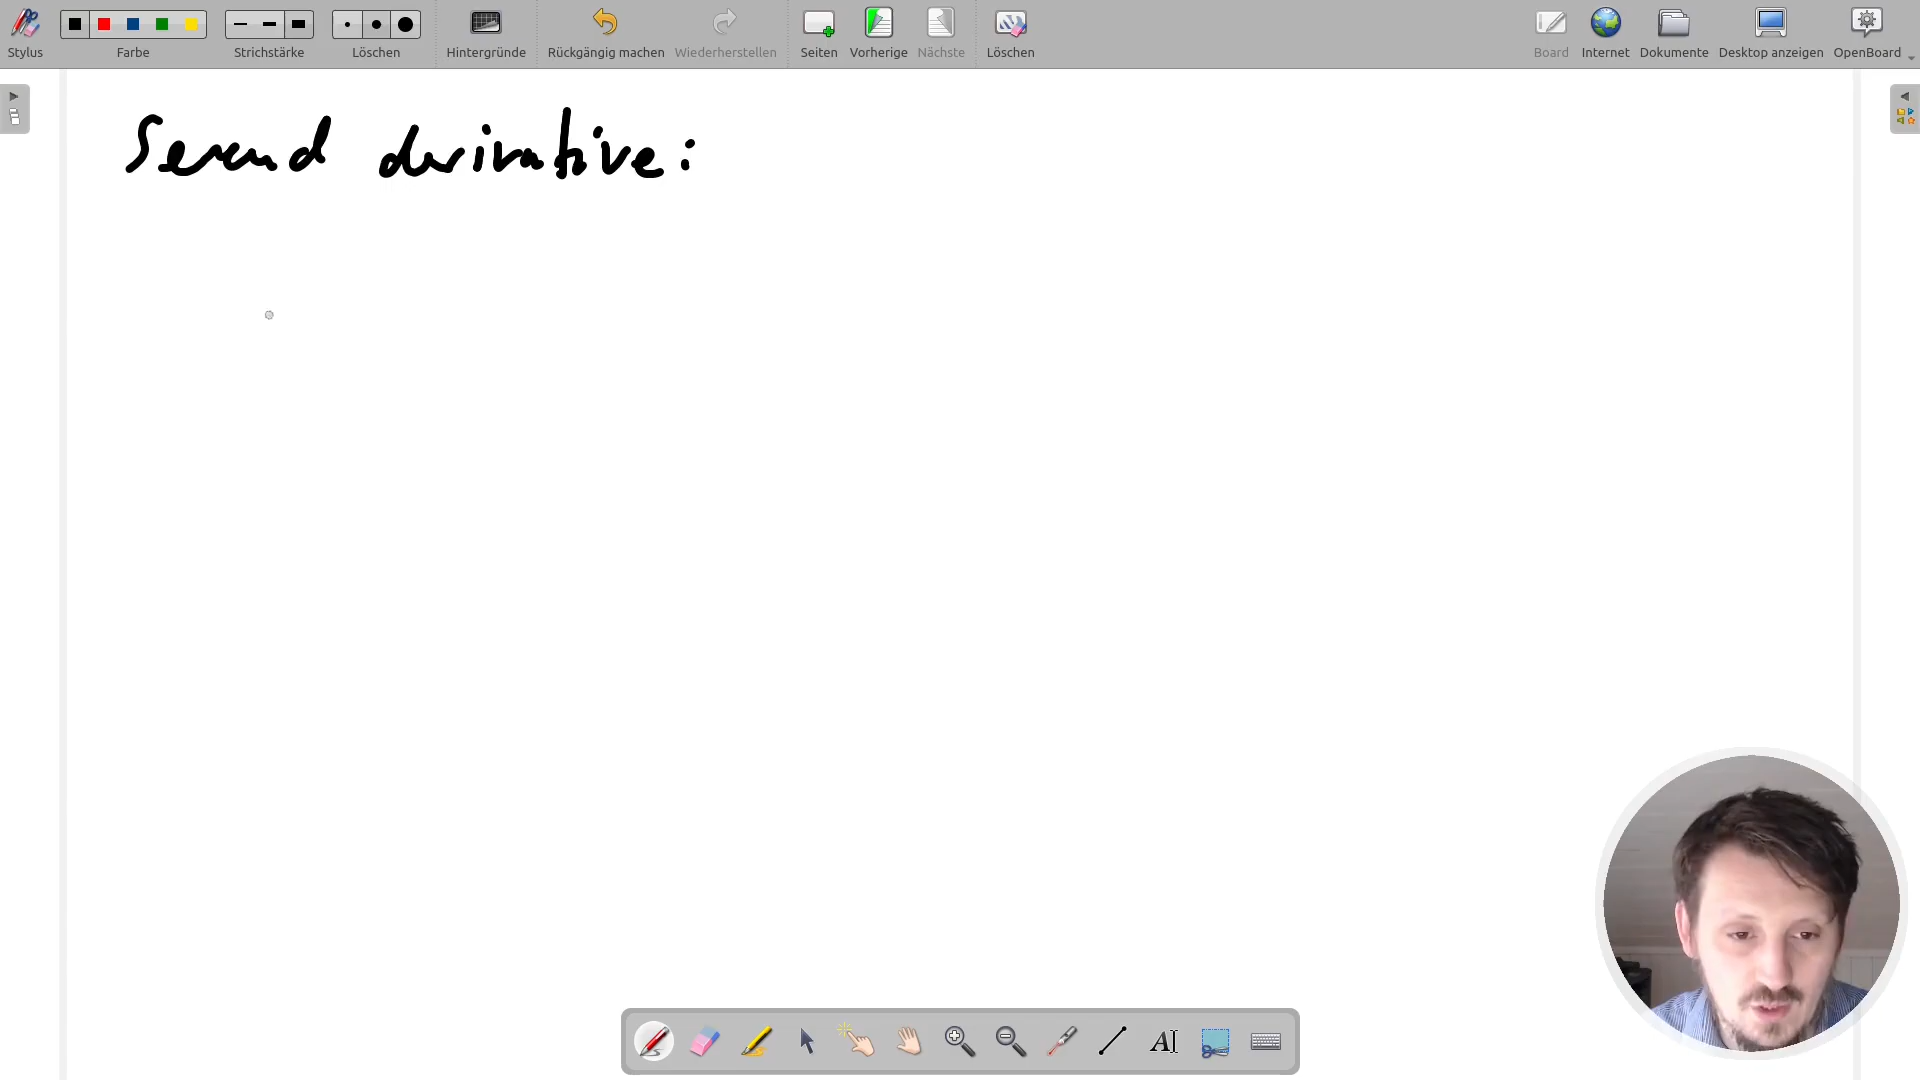 Stylus Farbe Strichstärke Löschen Hintergründe Rückgängig machen Wiederherstellen Seiten Vorherige Nächste Löschen Board Internet Dokumente Desktop anzeigen OpenBoard
Second derivative: